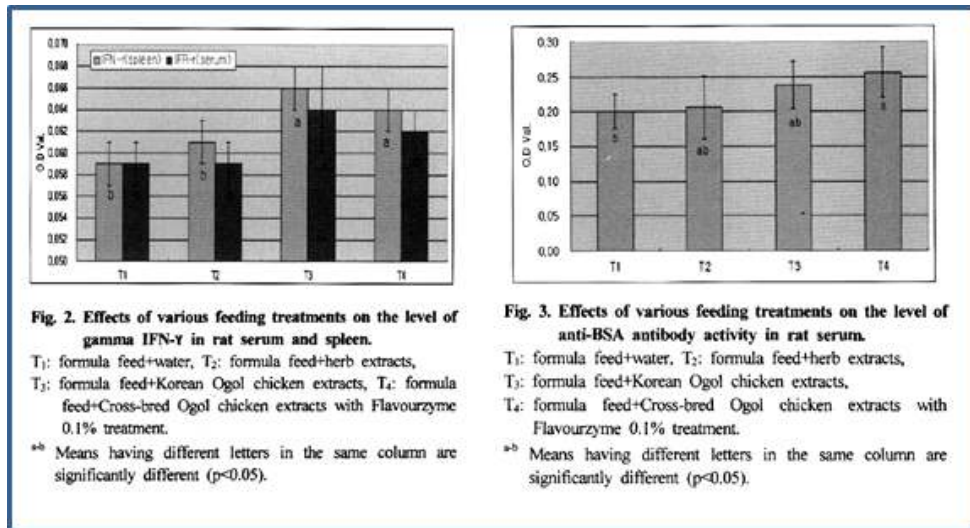 0.070
0.068
0.066
0.064
0.062
0.060
0.058
0.056
0.054
0.052
0.050
O.D Val.
IFN-r(spleen) IFR-r(serum)
b
b
a
a
T1 T2 T3 T4
Fig. 2. Effects of various feeding treatments on the level of
gamma IFN-γ in rat serum and spleen.
T₁: formula feed+water, T₂: formula feed+herb extracts,
T₃: formula feed+Korean Ogol chicken extracts, T₄: formula
feed+Cross-bred Ogol chicken extracts with Flavourzyme
0.1% treatment.
a-b Means having different letters in the same column are
significantly different (p<0.05).
0.30
0.25
0.20
0.15
0.10
0.05
0.00
O.D Val.
b
ab
ab
a
T1 T2 T3 T4
Fig. 3. Effects of various feeding treatments on the level of
anti-BSA antibody activity in rat serum.
T₁: formula feed+water, T₂: formula feed+herb extracts,
T₃: formula feed+Korean Ogol chicken extracts,
T₄: formula feed+Cross-bred Ogol chicken extracts with
Flavourzyme 0.1% treatment.
a-b Means having different letters in the same column are
significantly different (p<0.05).